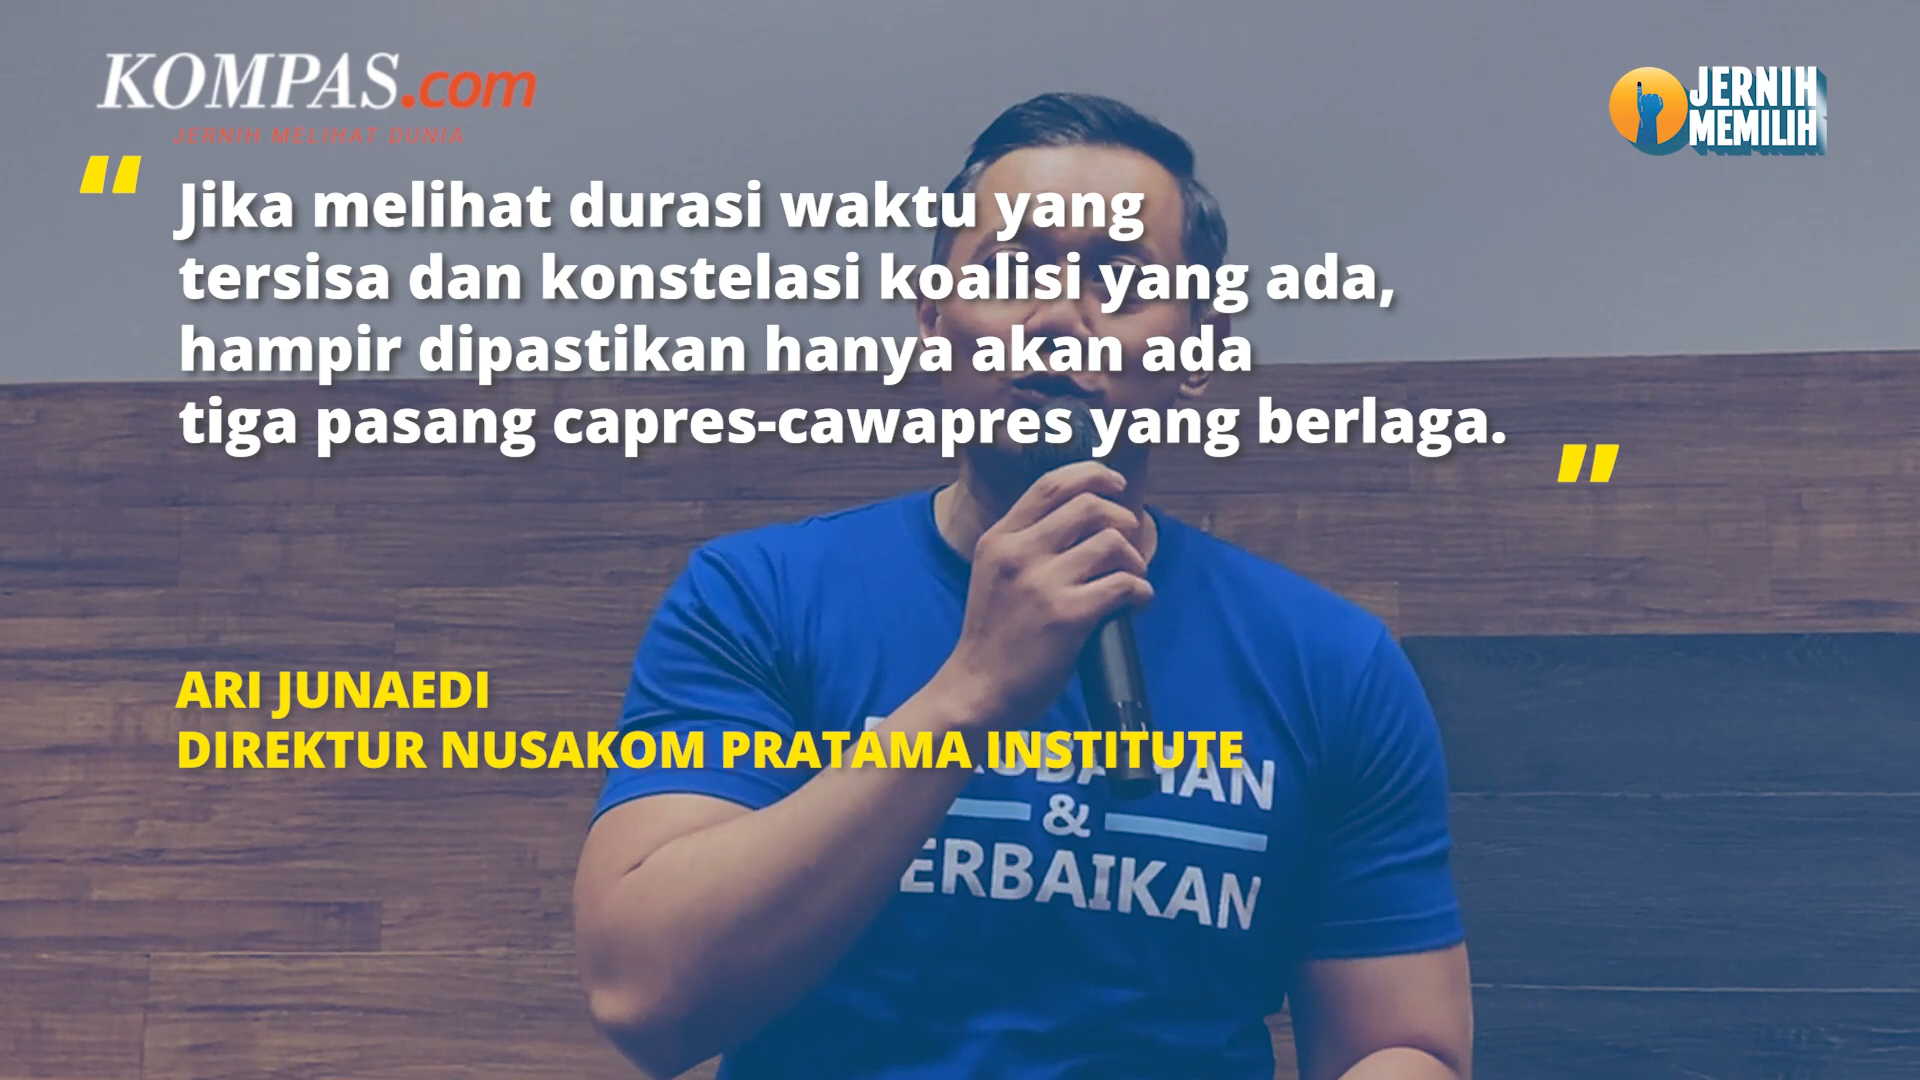 KOMPAS.com
JERNIH MELIHAT DUNIA
JERNIH
MEMILIH
“
Jika melihat durasi waktu yang
tersisa dan konstelasi koalisi yang ada,
hampir dipastikan hanya akan ada
tiga pasang capres-cawapres yang berlaga.
”
ARI JUNAEDI
DIREKTUR NUSAKOM PRATAMA INSTITUTE
&
ERBAIKAN